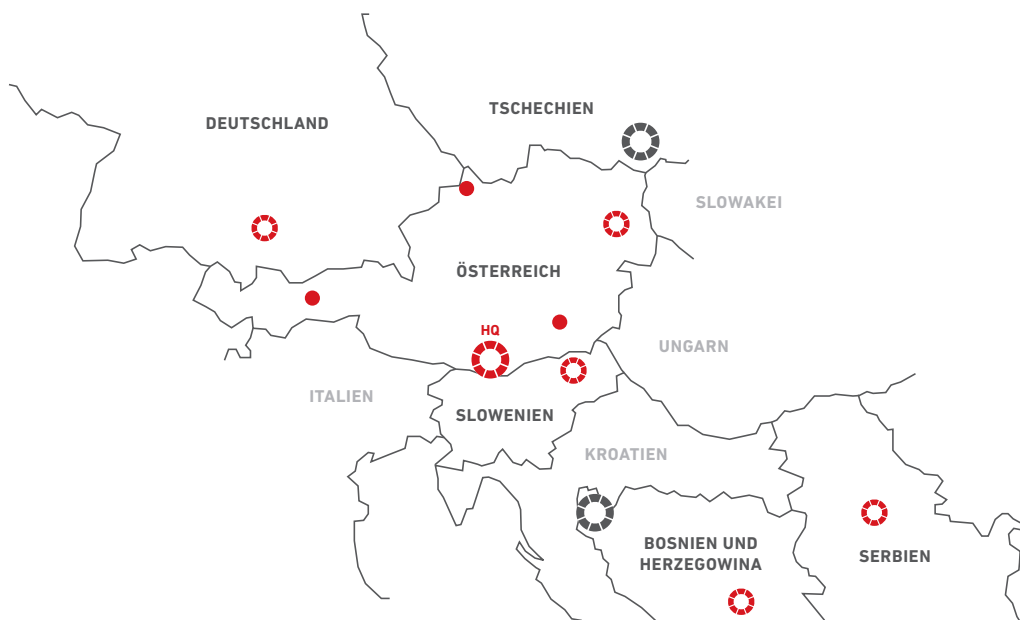 TSCHECHIEN
DEUTSCHLAND
SLOWAKEI
ÖSTERREICH
HQ
UNGARN
ITALIEN
SLOWENIEN
KROATIEN
BOSNIEN UND
HERZEGOWINA
SERBIEN